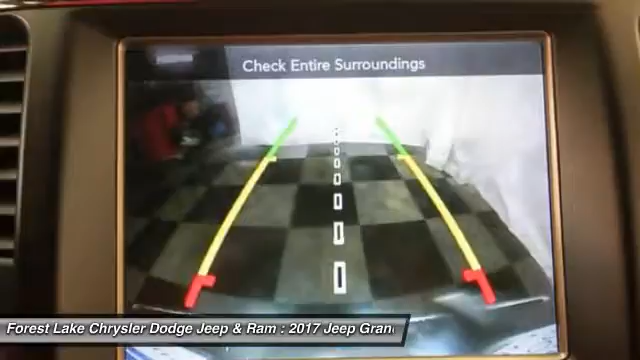 Check Entire Surroundings
Forest Lake Chrysler Dodge Jeep & Ram : 2017 Jeep Gran